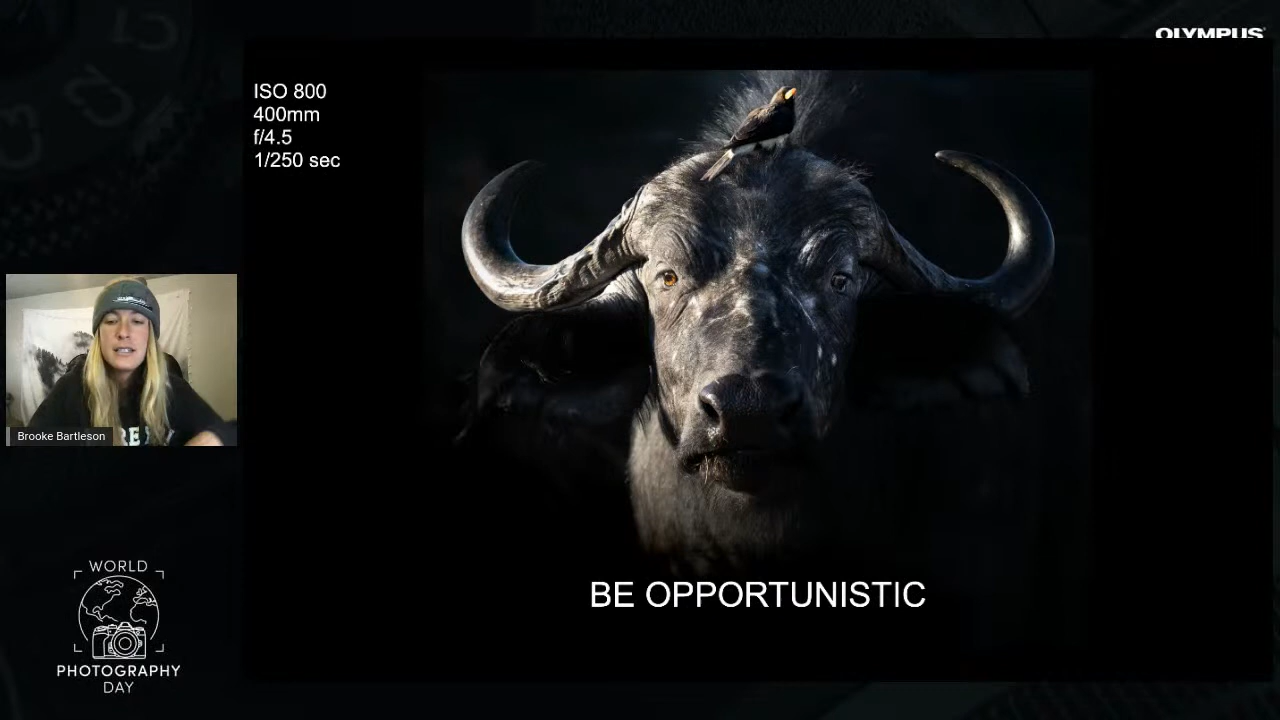 OLYMPUS
ISO 800
400mm
f/4.5
1/250 sec
Brooke Bartleson
BE OPPORTUNISTIC
WORLD
PHOTOGRAPHY
DAY